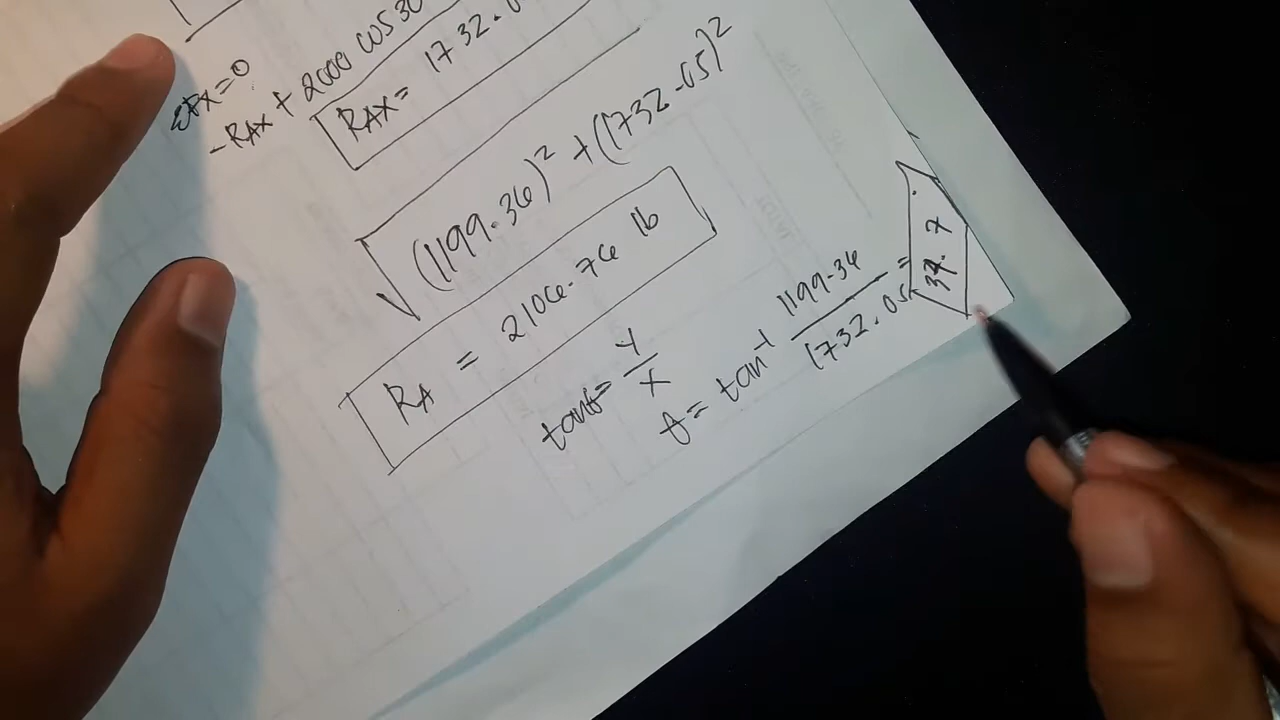 ΣFx=0
-RAX + 2000 cos 30
RAX= 1732.0
√(1199.36)² + (1732.05)²
RA = 2106.76 lb
tanθ= Y/X
θ= tan⁻¹ 1199.36/1732.05 =